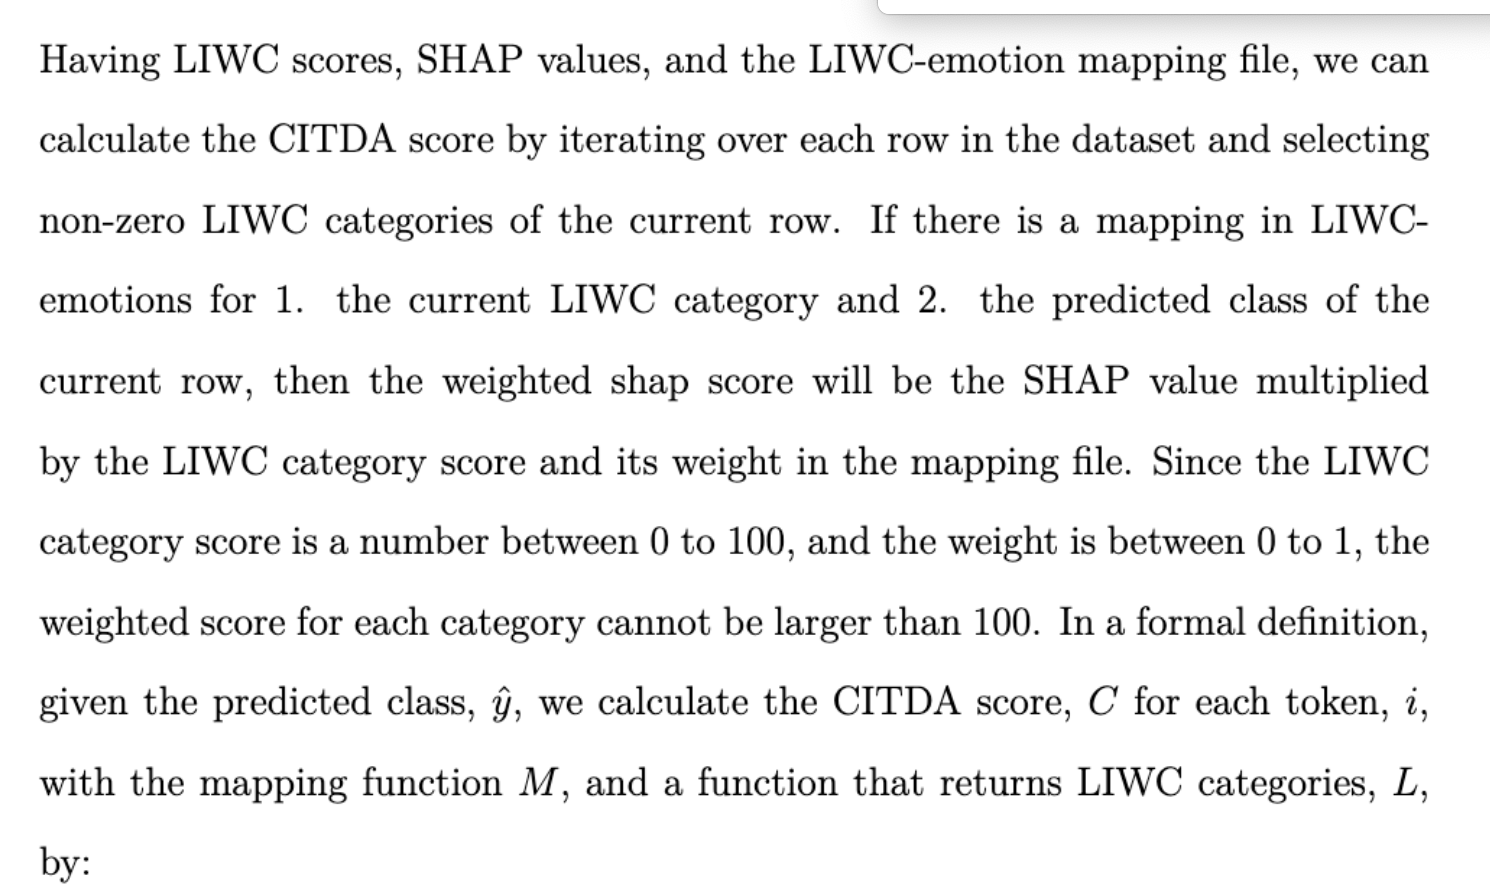 Having LIWC scores, SHAP values, and the LIWC-emotion mapping file, we can
calculate the CITDA score by iterating over each row in the dataset and selecting
non-zero LIWC categories of the current row. If there is a mapping in LIWC-
emotions for 1. the current LIWC category and 2. the predicted class of the
current row, then the weighted shap score will be the SHAP value multiplied
by the LIWC category score and its weight in the mapping file. Since the LIWC
category score is a number between 0 to 100, and the weight is between 0 to 1, the
weighted score for each category cannot be larger than 100. In a formal definition,
given the predicted class, ŷ, we calculate the CITDA score, C for each token, i,
with the mapping function M, and a function that returns LIWC categories, L,
by: